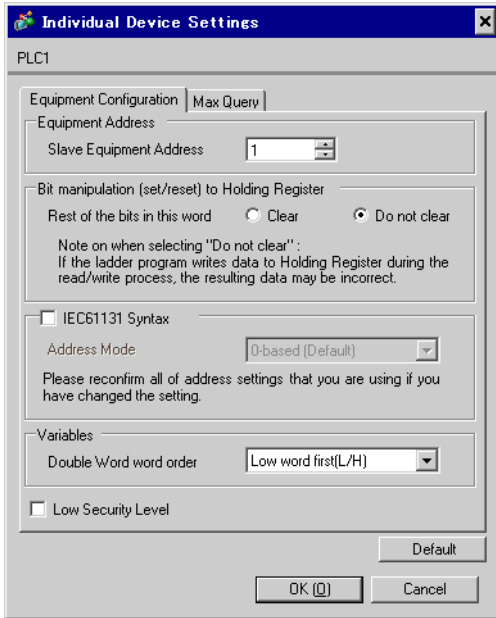 Individual Device Settings
PLC1
Equipment Configuration
Max Query
Equipment Address
Slave Equipment Address
1
Bit manipulation (set/reset) to Holding Register
Rest of the bits in this word
Clear
Do not clear
Note on when selecting "Do not clear" :
If the ladder program writes data to Holding Register during the
read/write process, the resulting data may be incorrect.
IEC61131 Syntax
Address Mode
0-based (Default)
Please reconfirm all of address settings that you are using if you
have changed the setting.
Variables
Double Word word order
Low word first(L/H)
Low Security Level
Default
OK (O)
Cancel